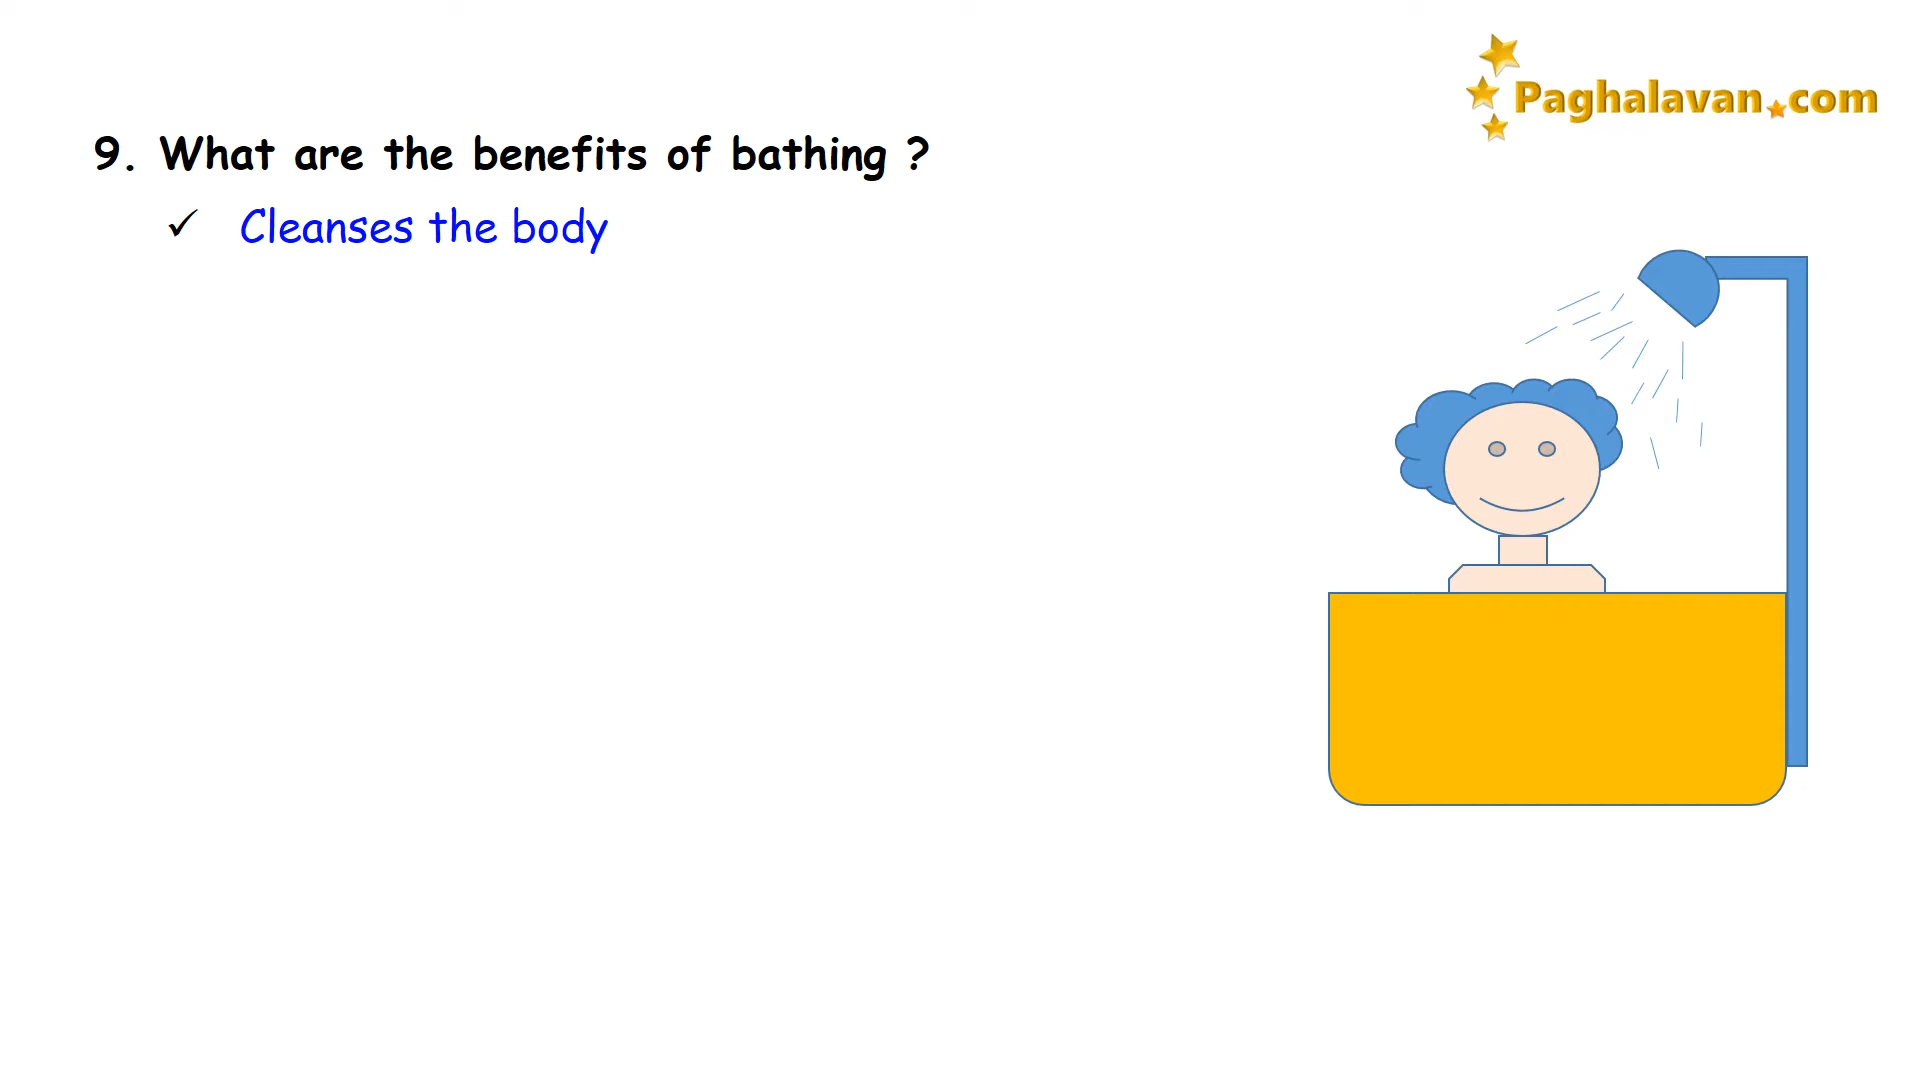 Paghalavan.com
9. What are the benefits of bathing ?
✓ Cleanses the body